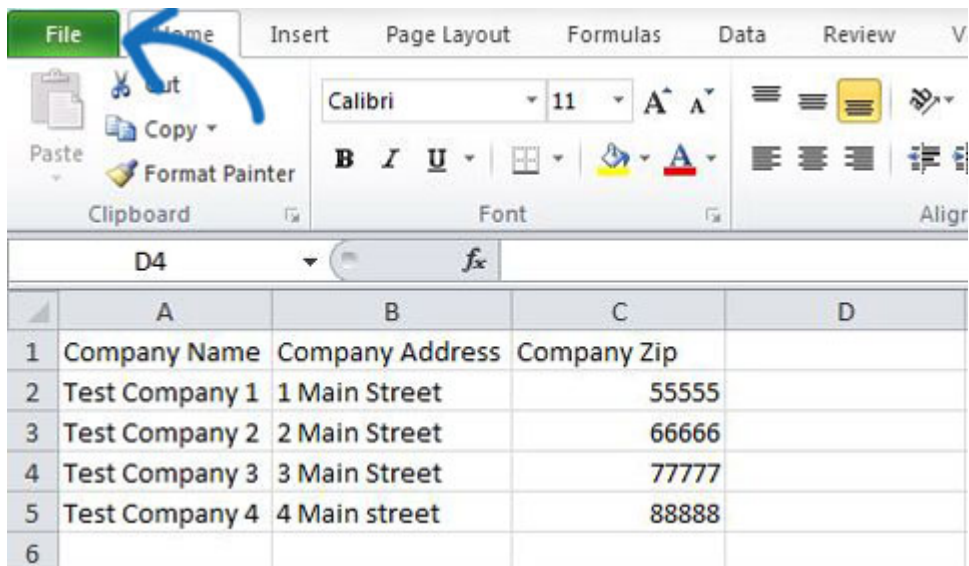 File Home Insert Page Layout Formulas Data Review V
Cut
Calibri 11 A A
Copy
Paste
B I U A
Format Painter
Clipboard Font Alig
D4 fx
A B C D
1 Company Name Company Address Company Zip
2 Test Company 1 1 Main Street 55555
3 Test Company 2 2 Main Street 66666
4 Test Company 3 3 Main Street 77777
5 Test Company 4 4 Main street 88888
6